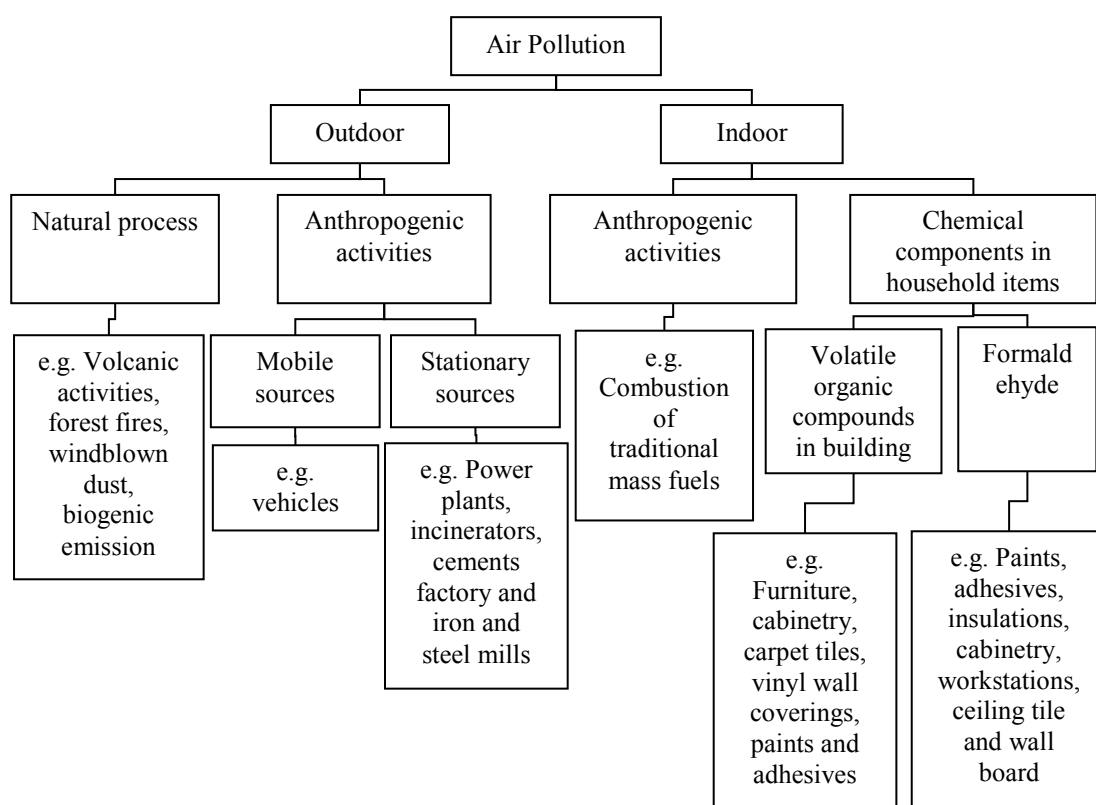 Air Pollution
Outdoor
Indoor
Natural process
Anthropogenic
activities
Anthropogenic
activities
Chemical
components in
household items
e.g. Volcanic
activities,
forest fires,
windblown
dust,
biogenic
emission
Mobile
sources
Stationary
sources
e.g.
Combustion
of
traditional
mass fuels
Volatile
organic
compounds
in building
Formald
ehyde
e.g.
vehicles
e.g. Power
plants,
incinerators,
cements
factory and
iron and
steel mills
e.g.
Furniture,
cabinetry,
carpet tiles,
vinyl wall
coverings,
paints and
adhesives
e.g. Paints,
adhesives,
insulations,
cabinetry,
workstations,
ceiling tile
and wall
board